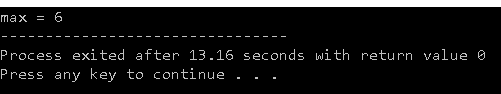 max = 6
--------------------------------
Process exited after 13.16 seconds with return value 0
Press any key to continue . . .